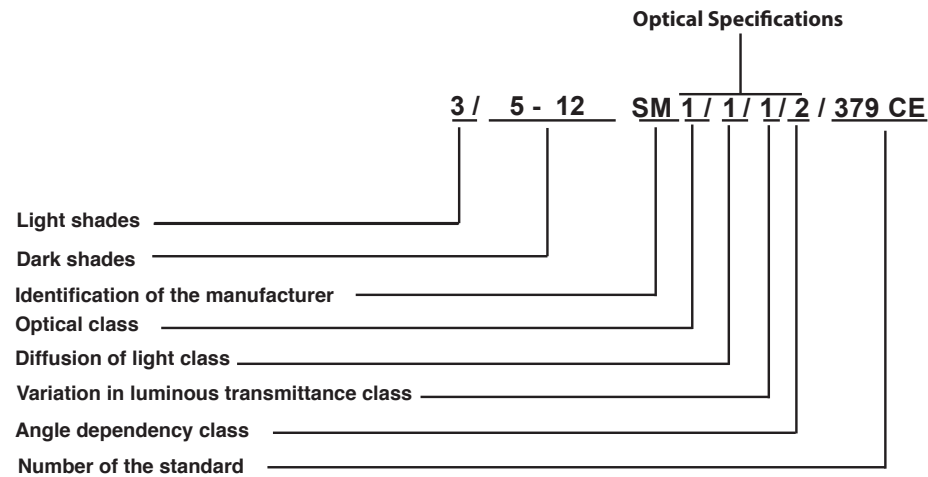 Optical Specifications
3 / 5 - 12 SM 1 / 1 / 1 / 2 / 379 CE
Light shades
Dark shades
Identification of the manufacturer
Optical class
Diffusion of light class
Variation in luminous transmittance class
Angle dependency class
Number of the standard